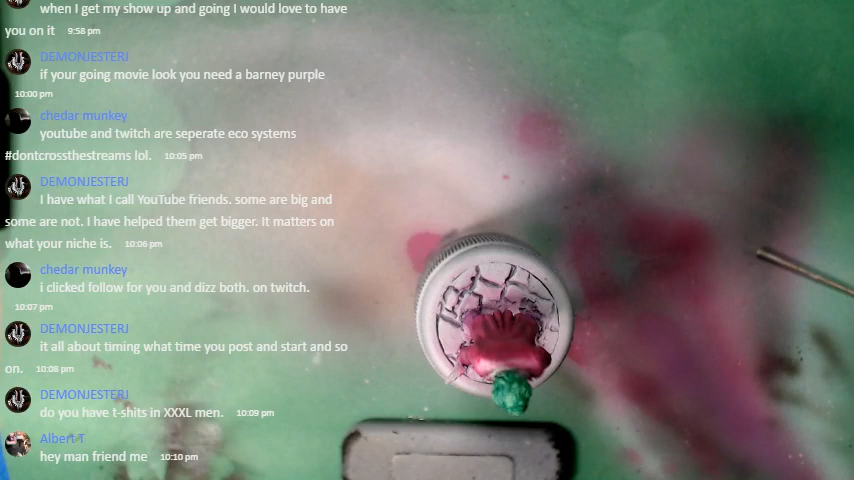 when I get my show up and going I would love to have
you on it 9:58 pm
DEMONJESTERJ
if your going movie look you need a barney purple
10:00 pm
chedar munkey
youtube and twitch are seperate eco systems
#dontcrossthestreams lol. 10:05 pm
DEMONJESTERJ
I have what I call YouTube friends. some are big and
some are not. I have helped them get bigger. It matters on
what your niche is. 10:06 pm
chedar munkey
i clicked follow for you and dizz both. on twitch.
10:07 pm
DEMONJESTERJ
it all about timing what time you post and start and so
on. 10:08 pm
DEMONJESTERJ
do you have t-shits in XXXL men. 10:09 pm
Albert T
hey man friend me 10:10 pm